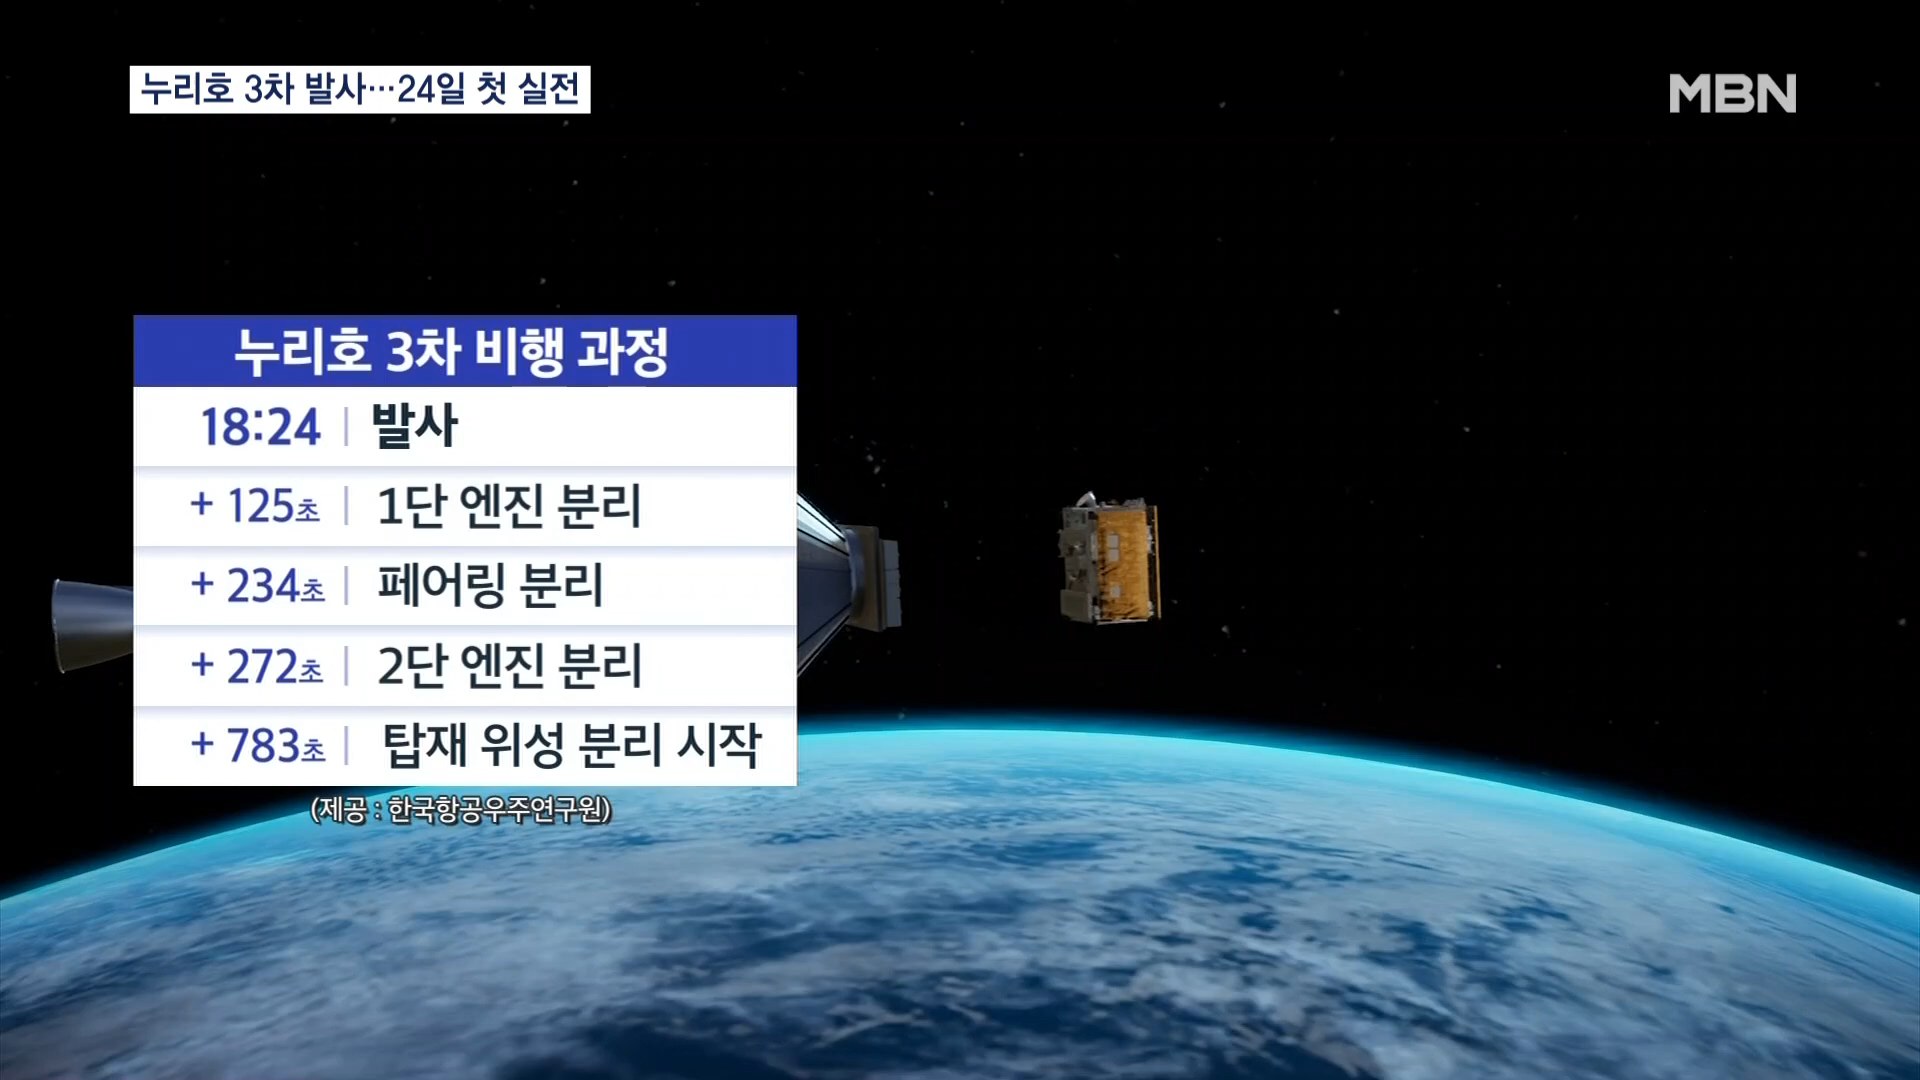 누리호 3차 발사…24일 첫 실전
MBN
누리호 3차 비행 과정
18:24 발사
+ 125초 1단 엔진 분리
+ 234초 페어링 분리
+ 272초 2단 엔진 분리
+ 783초 탑재 위성 분리 시작
(제공 : 한국항공우주연구원)